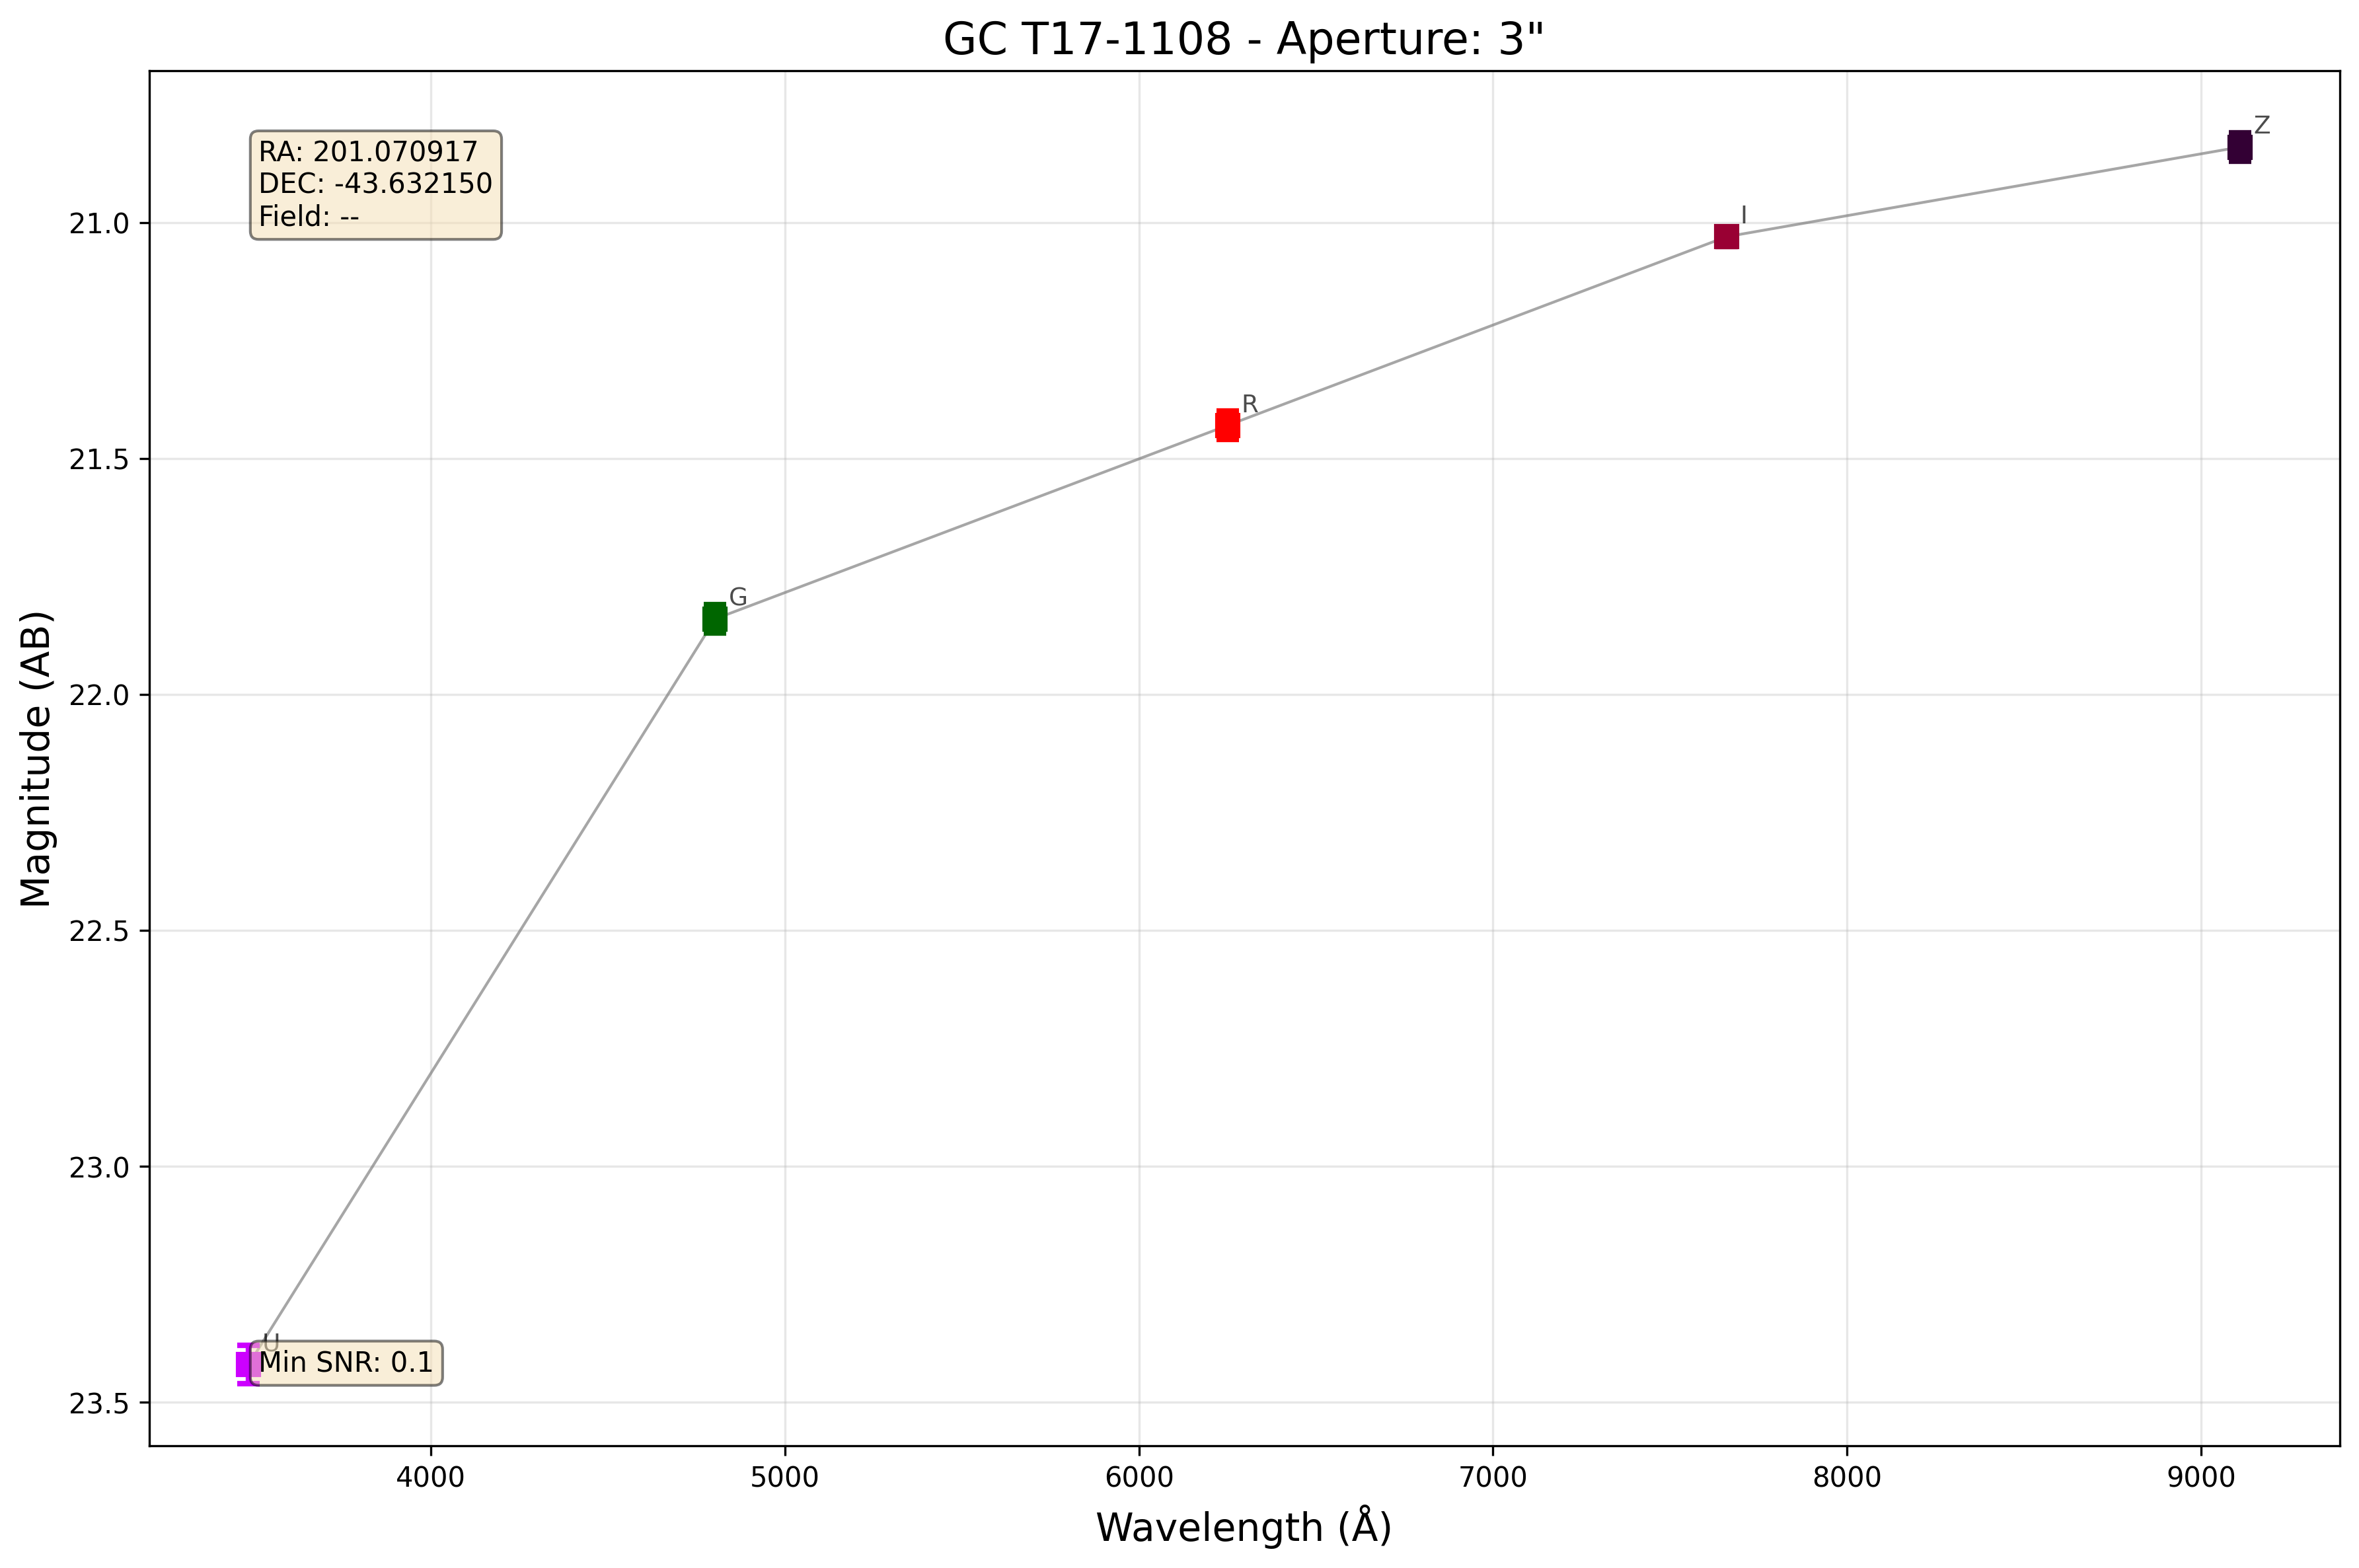 GC T17-1108 - Aperture: 3"
RA: 201.070917
DEC: -43.632150
Field: --
Z
I
R
G
U
Min SNR: 0.1
21.0
21.5
22.0
22.5
23.0
23.5
Magnitude (AB)
4000 5000 6000 7000 8000 9000
Wavelength (Å)